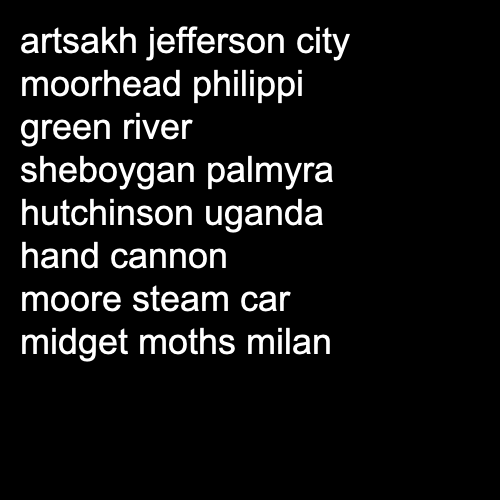 artsakh jefferson city
moorhead philippi
green river
sheboygan palmyra
hutchinson uganda
hand cannon
moore steam car
midget moths milan